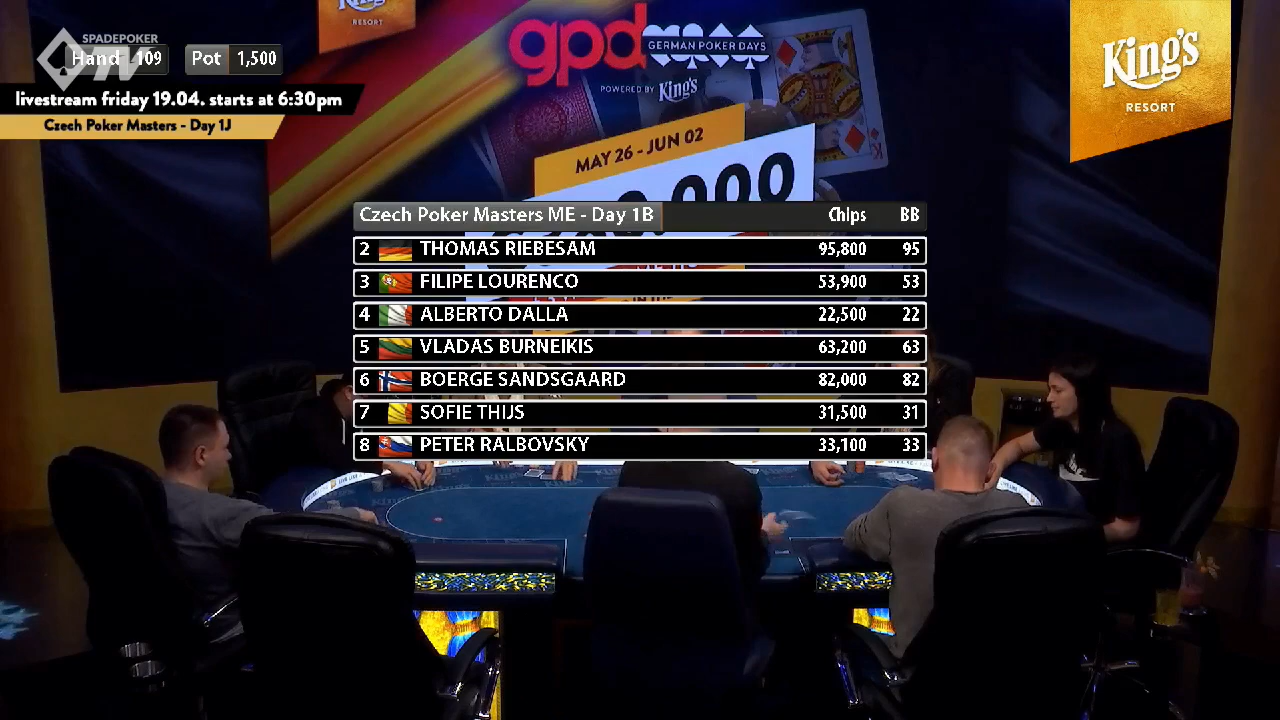 SPADEPOKER
TV
Hand 109 Pot 1,500
livestream friday 19.04. starts at 6:30pm
Czech Poker Masters - Day 1J
King's
RESORT
gpd
GERMAN POKER DAYS
POWERED BY King's
MAY 26 - JUN 02
000
K
King's
RESORT
Czech Poker Masters ME - Day 1B Chips BB
2 THOMAS RIEBESAM 95,800 95
3 FILIPE LOURENCO 53,900 53
4 ALBERTO DALLA 22,500 22
5 VLADAS BURNEIKIS 63,200 63
6 BOERGE SANDSGAARD 82,000 82
7 SOFIE THIJS 31,500 31
8 PETER RALBOVSKY 33,100 33